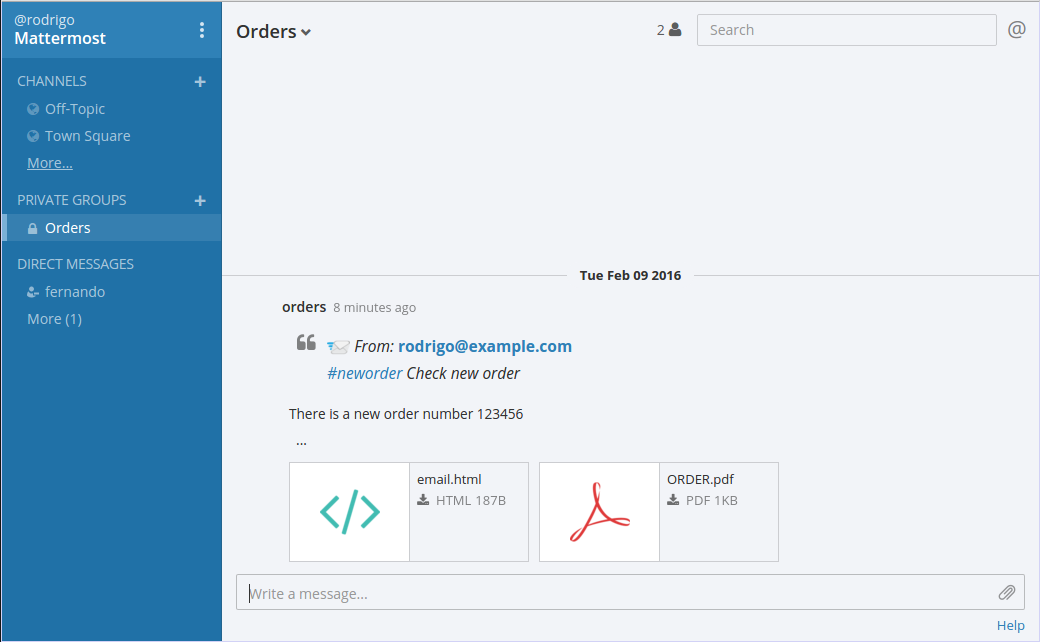 @rodrigo
Mattermost
CHANNELS
Off-Topic
Town Square
More...
PRIVATE GROUPS
Orders
DIRECT MESSAGES
fernando
More (1)
Orders
2
Search
@
Tue Feb 09 2016
orders 8 minutes ago
From: rodrigo@example.com
#neworder Check new order
There is a new order number 123456
...
email.html
HTML 187B
ORDER.pdf
PDF 1KB
Write a message...
Help